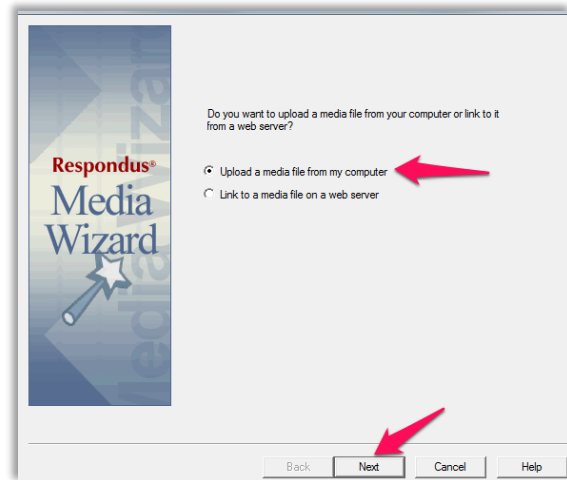 Do you want to upload a media file from your computer or link to it
from a web server?
Respondus®
Media
Wizard
Upload a media file from my computer
Link to a media file on a web server
Back
Next
Cancel
Help